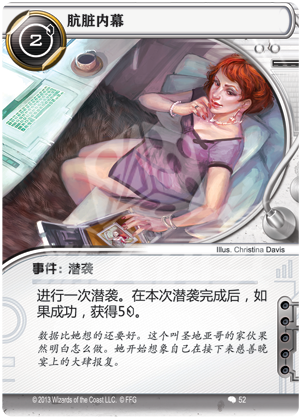 2
肮脏内幕
Illus. Christina Davis
事件：潜袭
进行一次潜袭。在本次潜袭完成后，如
果成功，获得5。
数据比她想的还要好。这个叫圣地亚哥的家伙果
然明白怎么做。她开始想象自己在接下来慈善晚
宴上的大肆报复。
© 2013 Wizards of the Coast LLC. © FFG
52